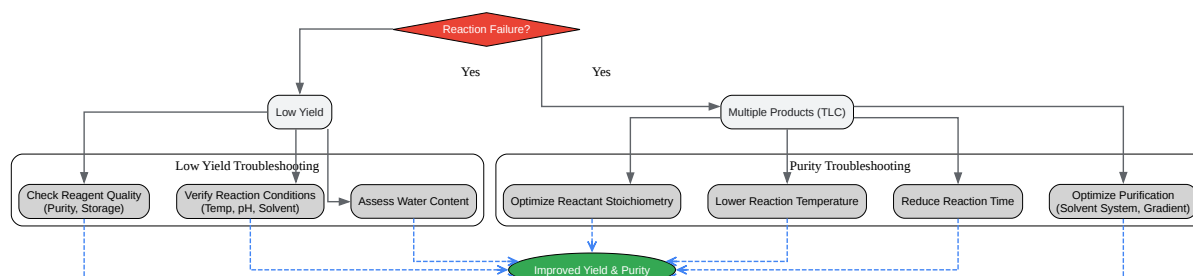 Reaction Failure?
Yes
Yes
Low Yield
Multiple Products (TLC)
Low Yield Troubleshooting
Purity Troubleshooting
Check Reagent Quality
(Purity, Storage)
Verify Reaction Conditions
(Temp, pH, Solvent)
Assess Water Content
Optimize Reactant Stoichiometry
Lower Reaction Temperature
Reduce Reaction Time
Optimize Purification
(Solvent System, Gradient)
Improved Yield & Purity